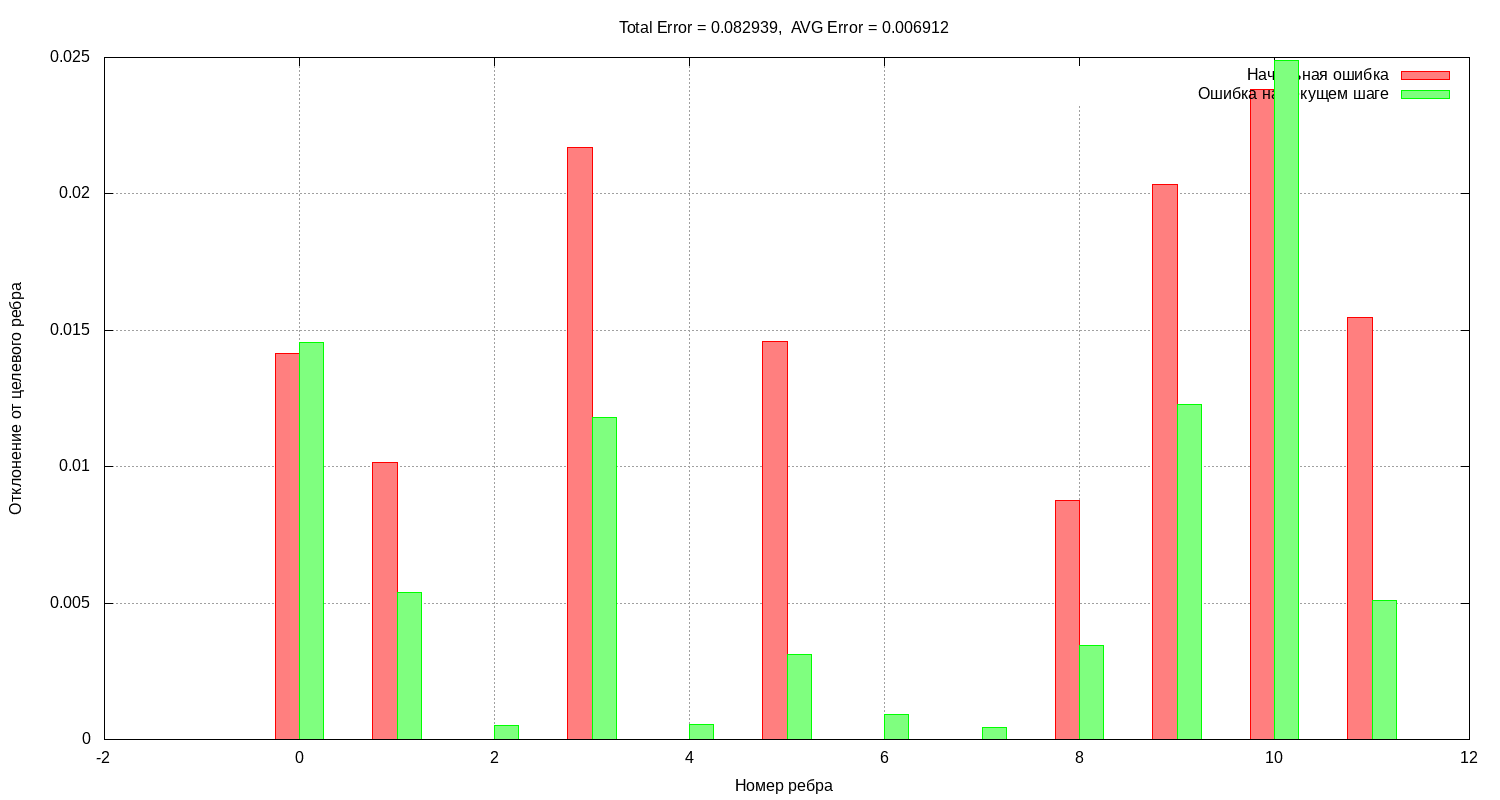 Total Error = 0.082939,  AVG Error = 0.006912
0.025
0.02
0.015
0.01
0.005
0
-2
0
2
4
6
8
10
12
ошибка
шаге
Отклонение от целевого ребра
Номер ребра